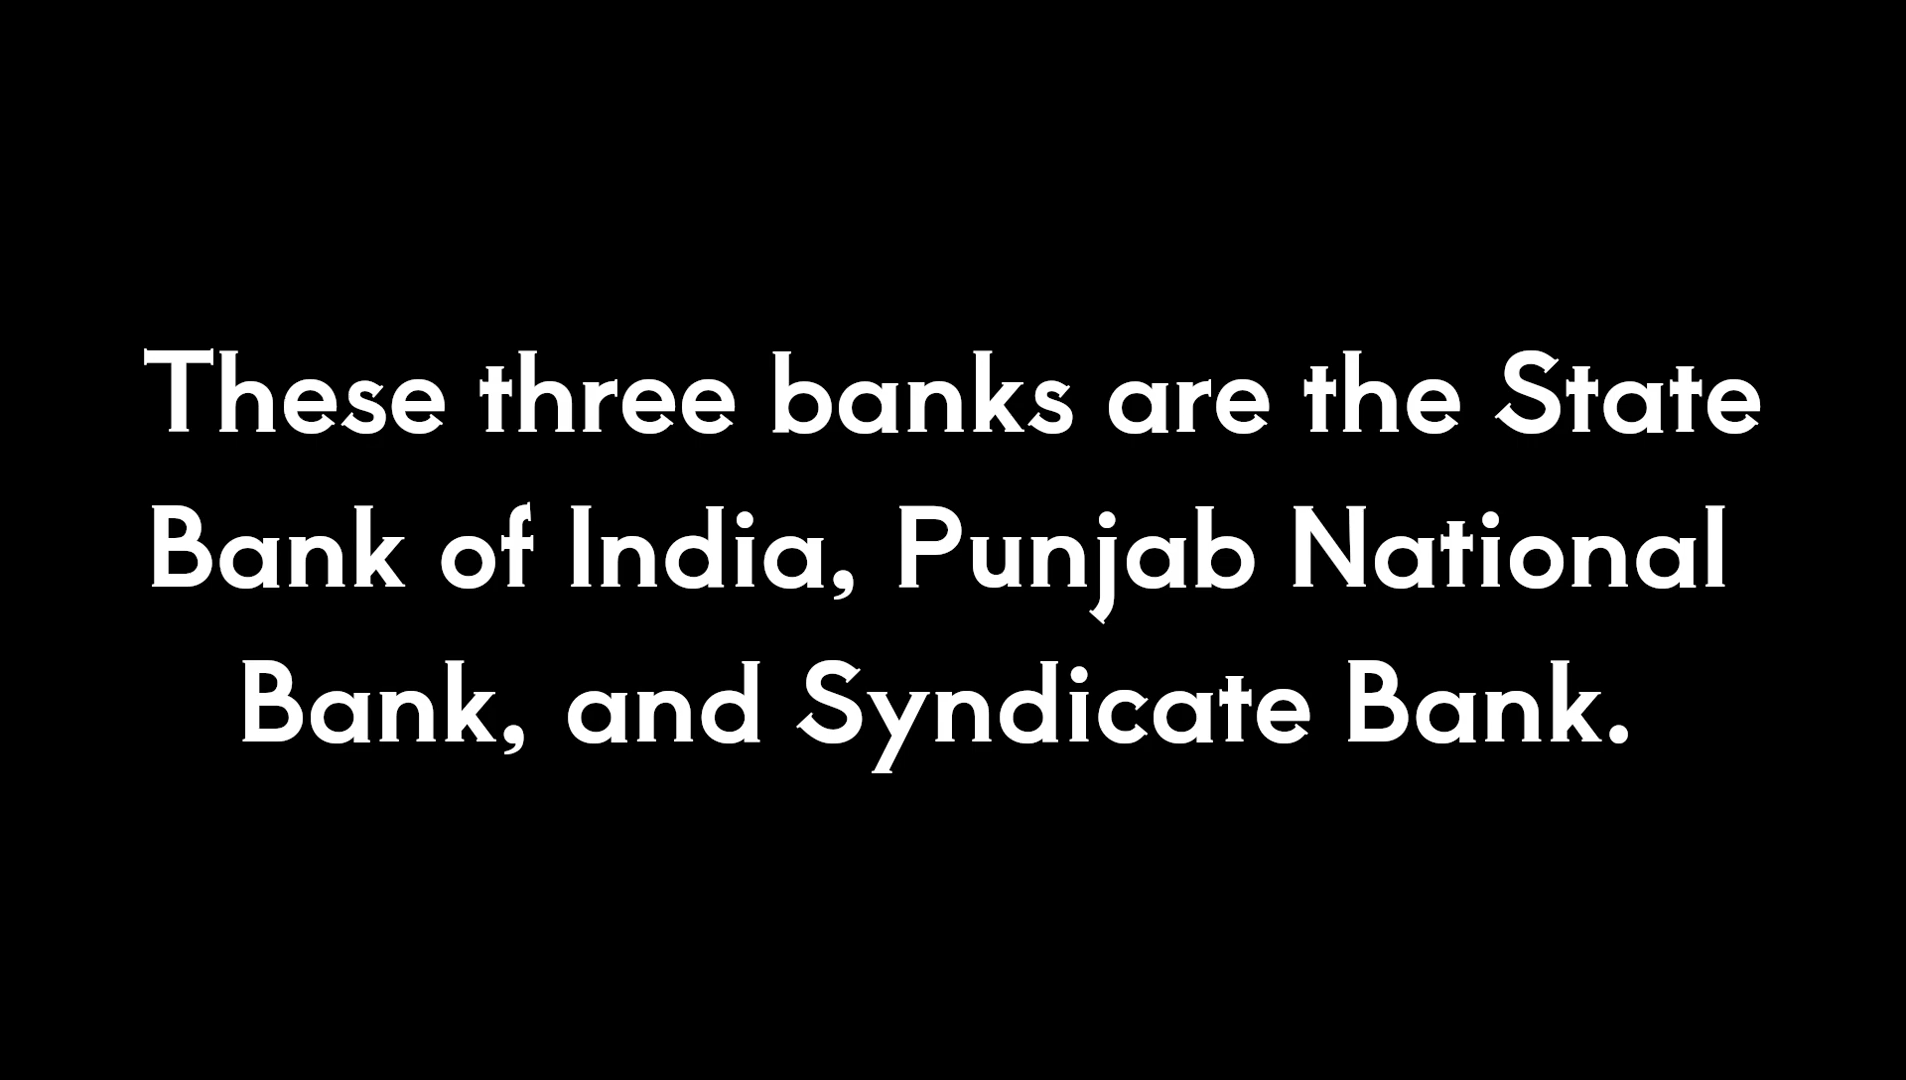 These three banks are the State
Bank of India, Punjab National
Bank, and Syndicate Bank.